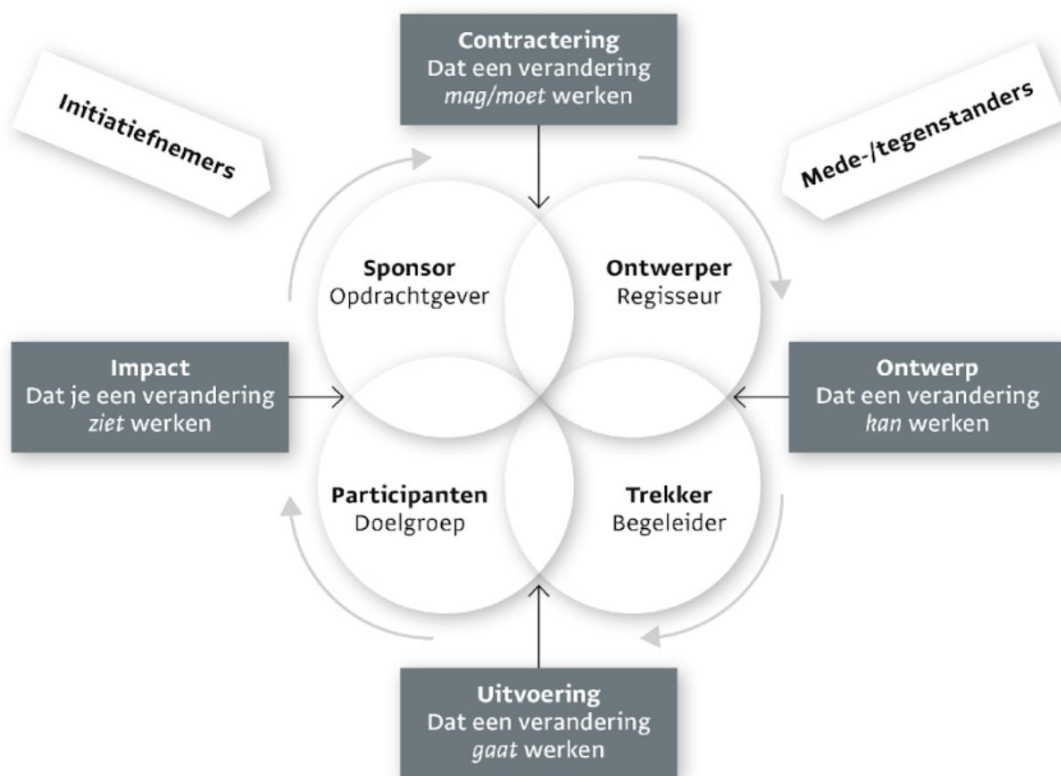 Contractering
Dat een verandering
mag/moet werken
Initiatiefnemers
Mede-/tegenstanders
Sponsor
Opdrachtgever
Ontwerper
Regisseur
Impact
Dat je een verandering
ziet werken
Ontwerp
Dat een verandering
kan werken
Participanten
Doelgroep
Trekker
Begeleider
Uitvoering
Dat een verandering
gaat werken